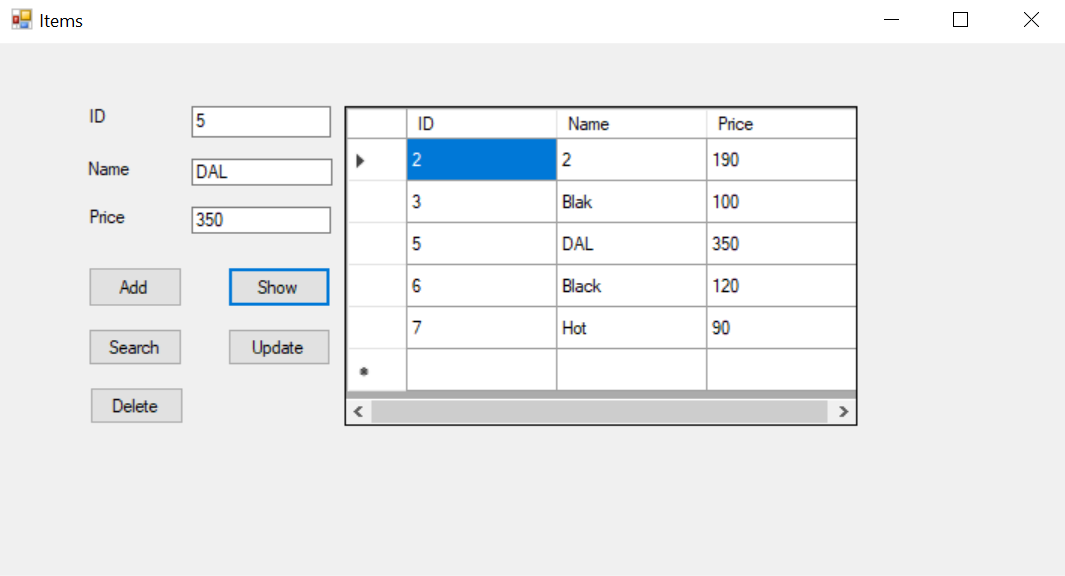 Items
ID 5
Name DAL
Price 350
Add Show
Search Update
Delete
ID Name Price
2 2 190
3 Blak 100
5 DAL 350
6 Black 120
7 Hot 90